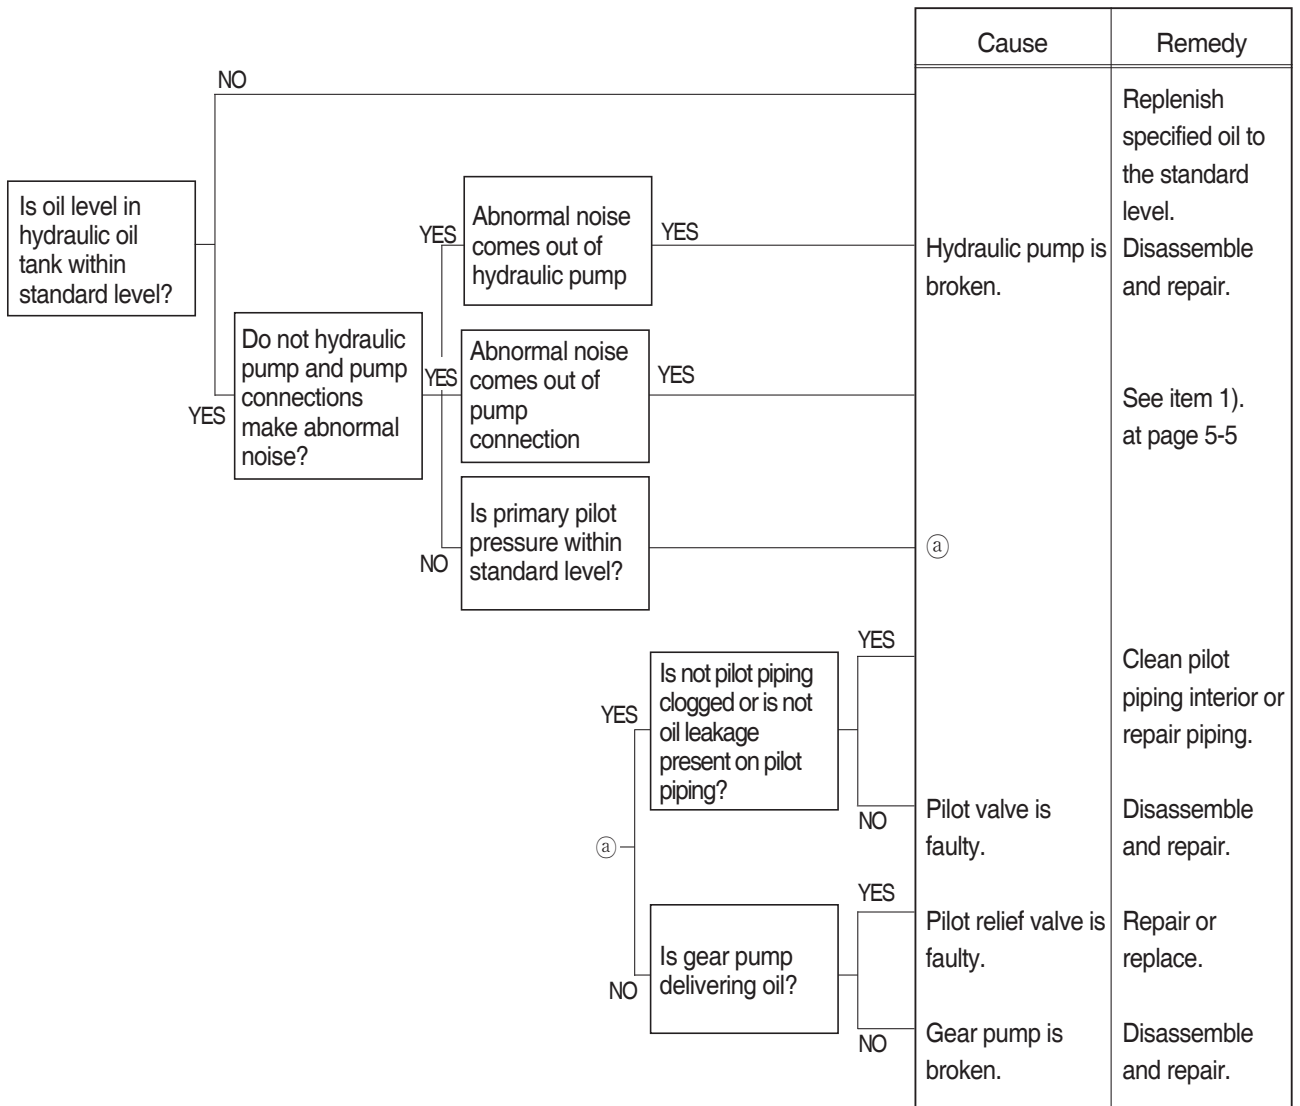 Cause
Remedy
NO
Replenish
specified oil to
the standard
level.
Is oil level in
hydraulic oil
tank within
standard level?
YES
Abnormal noise
comes out of
hydraulic pump
YES
Hydraulic pump is
broken.
Disassemble
and repair.
YES
Do not hydraulic
pump and pump
connections
make abnormal
noise?
YES
Abnormal noise
comes out of
pump
connection
YES
See item 1).
at page 5-5
NO
Is primary pilot
pressure within
standard level?
ⓐ
ⓐ
YES
Is not pilot piping
clogged or is not
oil leakage
present on pilot
piping?
YES
Clean pilot
piping interior or
repair piping.
NO
Pilot valve is
faulty.
Disassemble
and repair.
NO
Is gear pump
delivering oil?
YES
Pilot relief valve is
faulty.
Repair or
replace.
NO
Gear pump is
broken.
Disassemble
and repair.